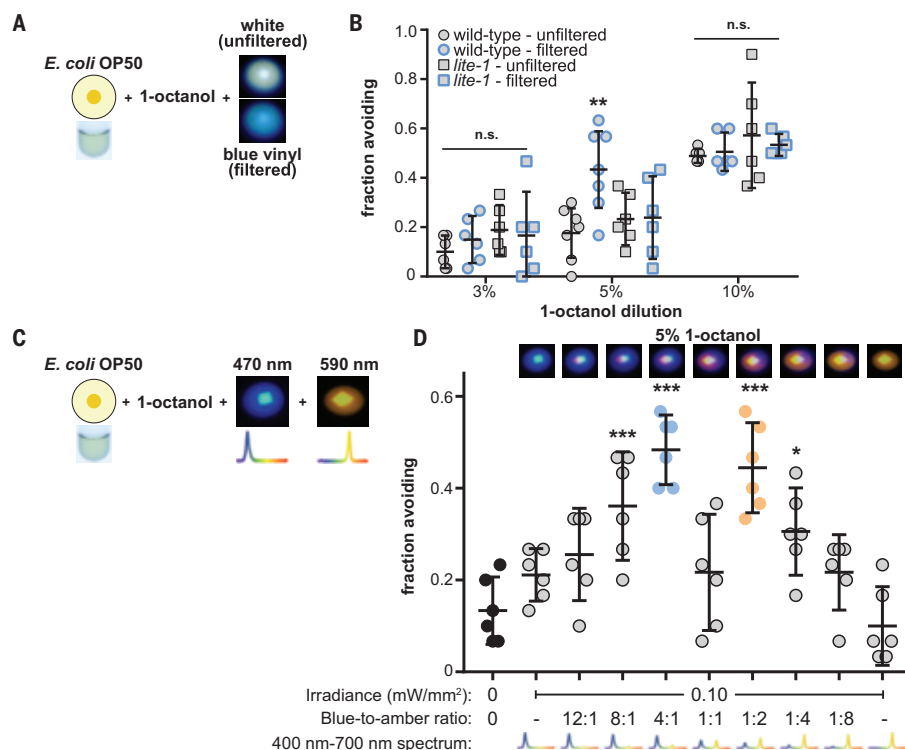 A
white
(unfiltered)
E. coli OP50
+ 1-octanol +
blue vinyl
(filtered)
B
wild-type - unfiltered
wild-type - filtered
lite-1 - unfiltered
lite-1 - filtered
n.s.
n.s.
**
fraction avoiding
1.0
0.8
0.6
0.4
0.2
0
3%
5%
10%
1-octanol dilution
C
E. coli OP50
470 nm
590 nm
+ 1-octanol + +
D
5% 1-octanol
*** *** *** *
fraction avoiding
0.6
0.4
0.2
0
Irradiance (mW/mm²): 0 0.10
Blue-to-amber ratio: 0 - 12:1 8:1 4:1 1:1 1:2 1:4 1:8 -
400 nm-700 nm spectrum: